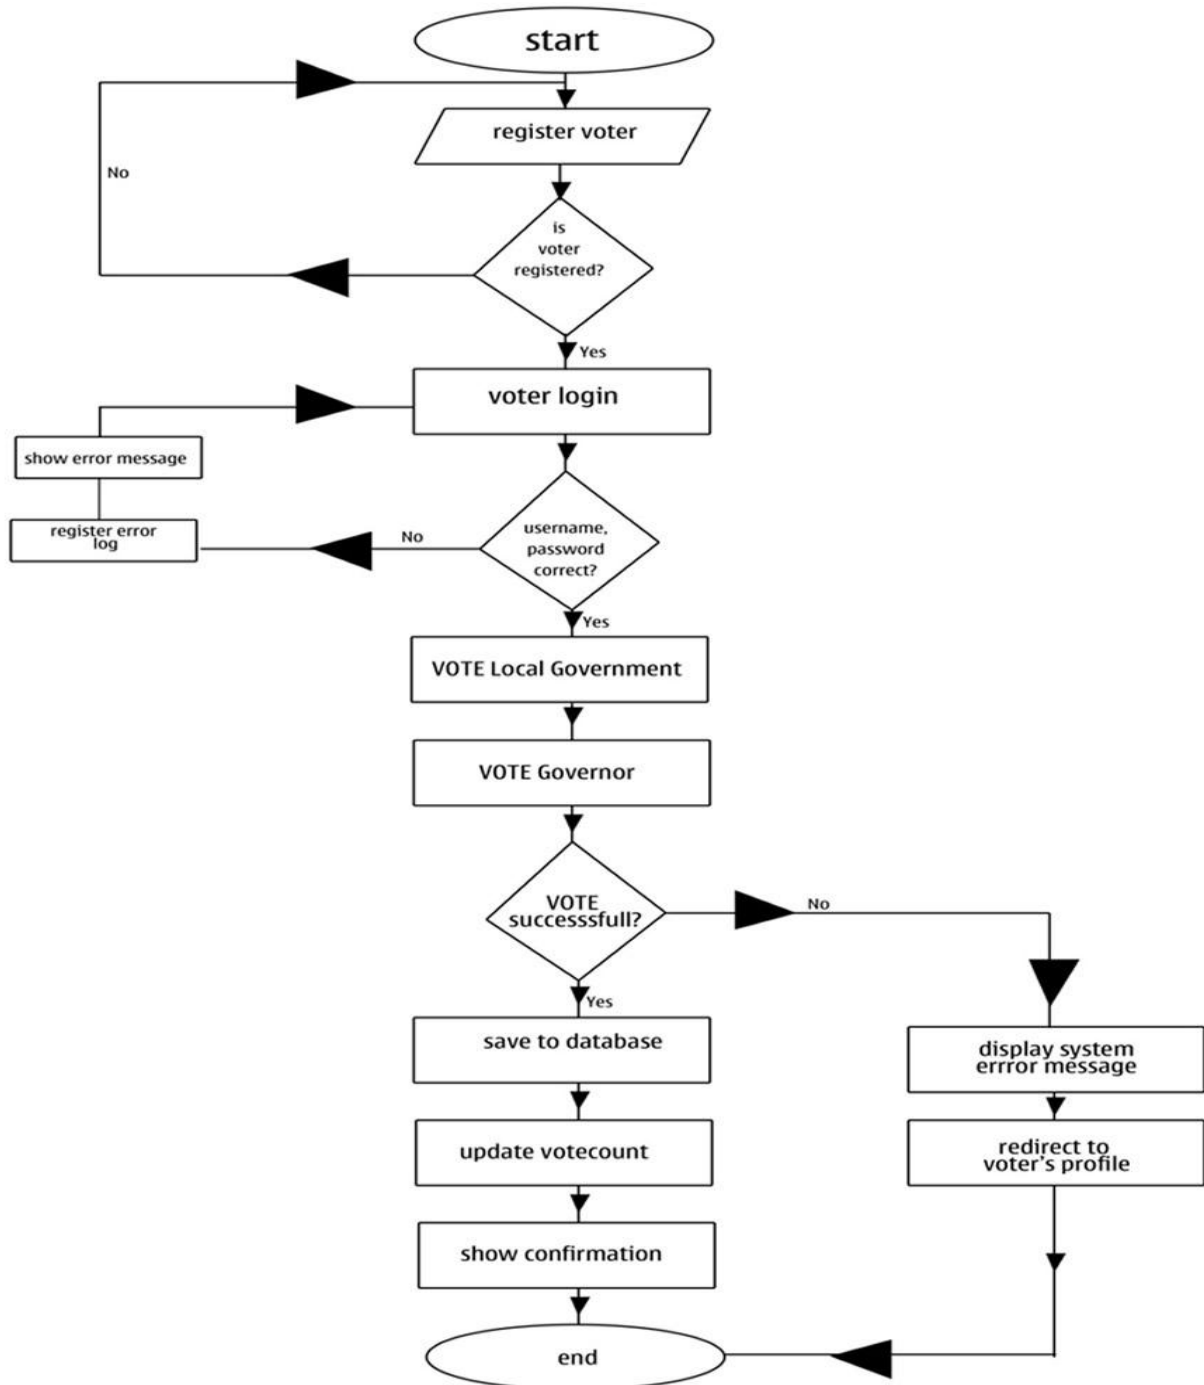 start
register voter
No
is
voter
registered?
Yes
voter login
show error message
register error
log
No
username,
password
correct?
Yes
VOTE Local Government
VOTE Governor
VOTE
successsfull?
No
Yes
save to database
display system
errror message
update votecount
redirect to
voter's profile
show confirmation
end